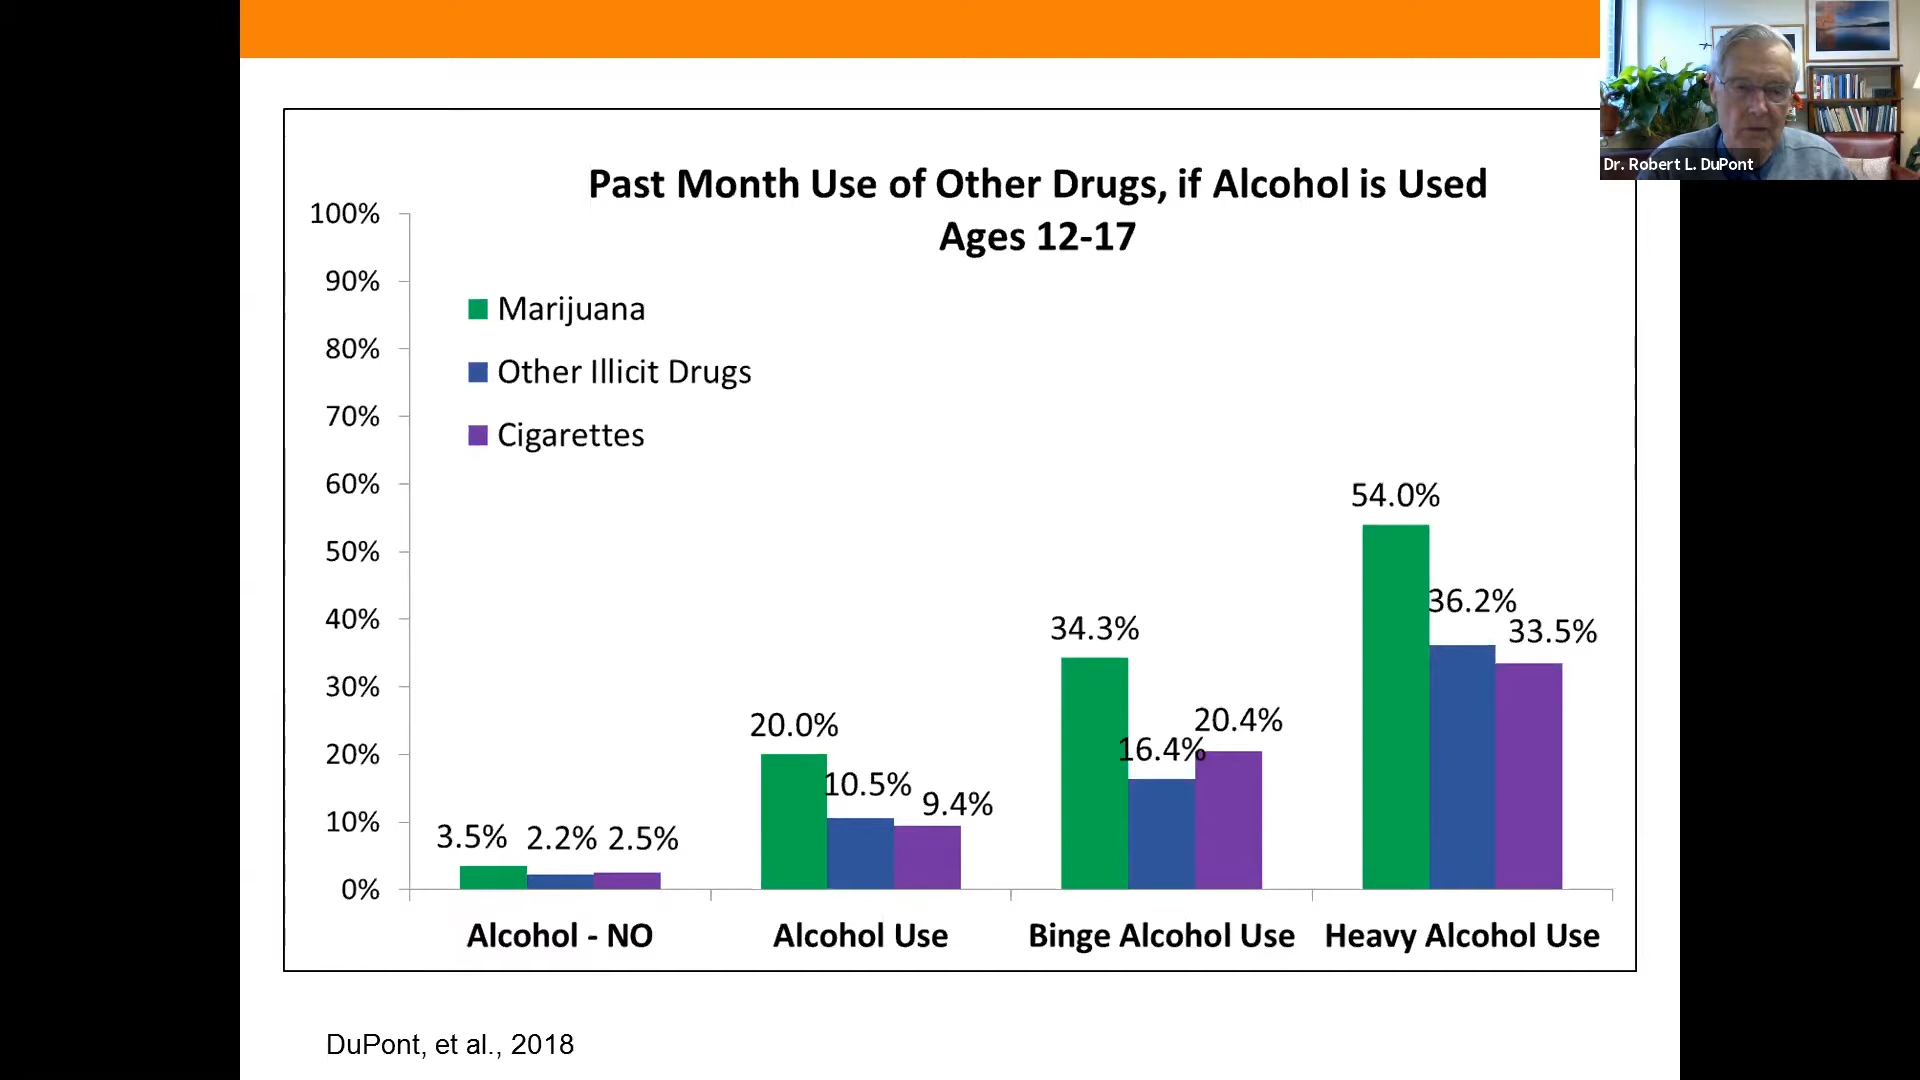 Dr. Robert L. DuPont
Past Month Use of Other Drugs, if Alcohol is Used
Ages 12-17
100%
90%
80%
70%
60%
50%
40%
30%
20%
10%
0%
Marijuana
Other Illicit Drugs
Cigarettes
3.5% 2.2% 2.5%
20.0% 10.5% 9.4%
34.3% 16.4% 20.4%
54.0% 36.2% 33.5%
Alcohol - NO Alcohol Use Binge Alcohol Use Heavy Alcohol Use
DuPont, et al., 2018